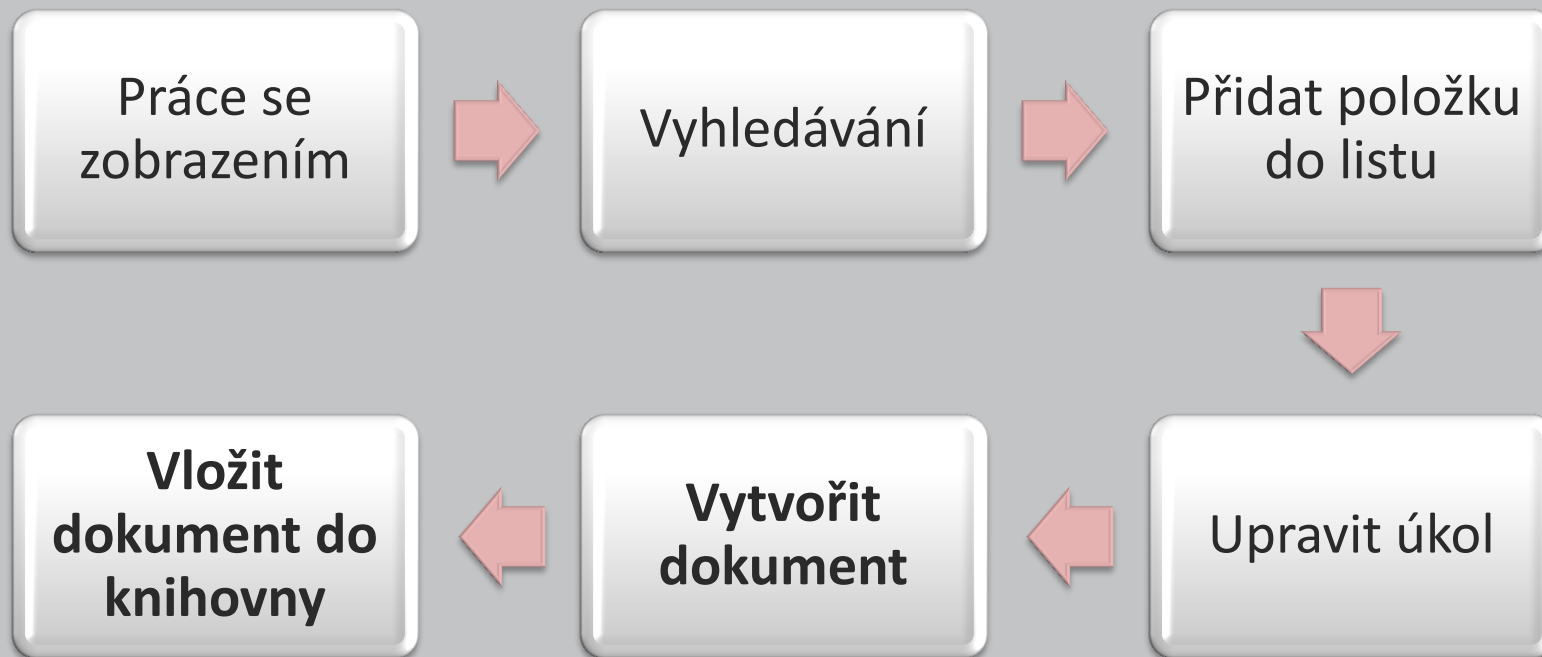 Práce se
zobrazením
Vyhledávání
Přidat položku
do listu
Upravit úkol
Vytvořit
dokument
Vložit
dokument do
knihovny